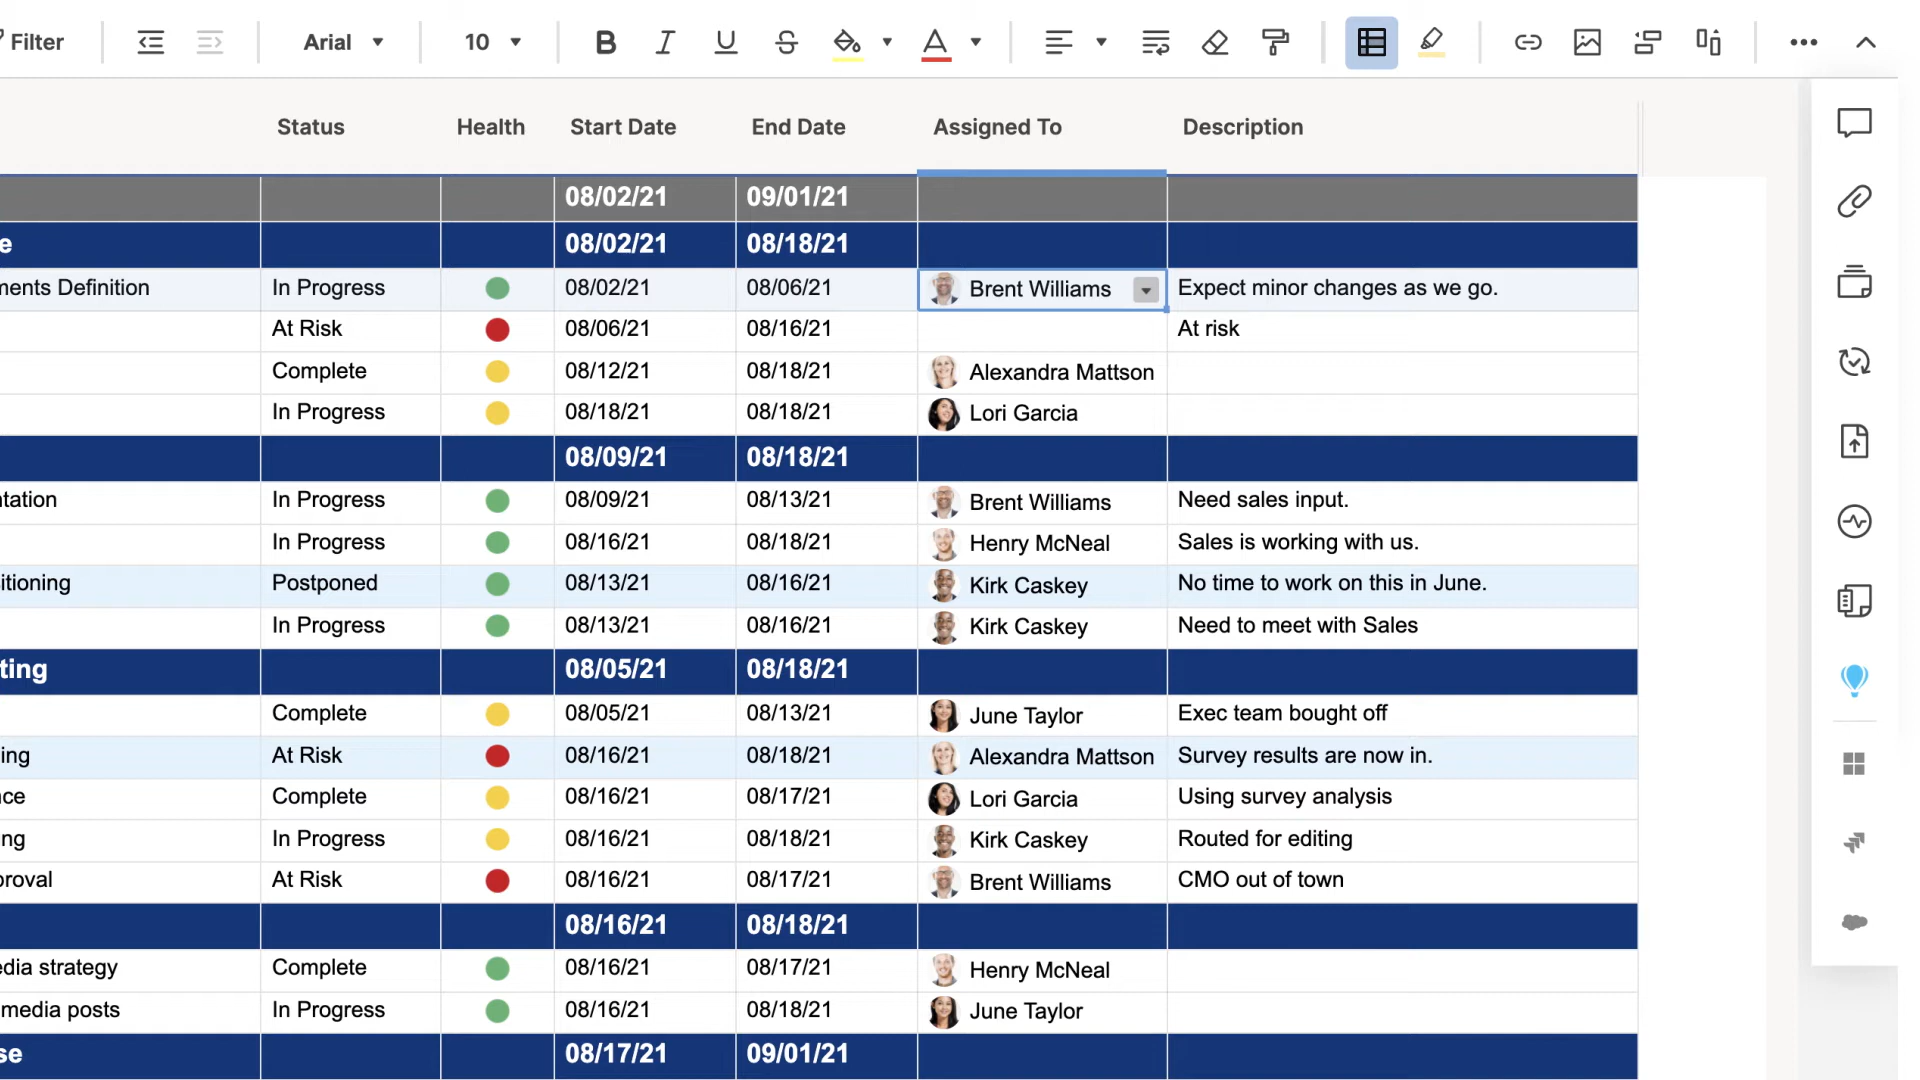 Filter Arial 10 B I U S A
Status Health Start Date End Date Assigned To Description
08/02/21 09/01/21
e 08/02/21 08/18/21
ments Definition In Progress 08/02/21 08/06/21 Brent Williams Expect minor changes as we go.
At Risk 08/06/21 08/16/21 At risk
Complete 08/12/21 08/18/21 Alexandra Mattson
In Progress 08/18/21 08/18/21 Lori Garcia
08/09/21 08/18/21
ntation In Progress 08/09/21 08/13/21 Brent Williams Need sales input.
In Progress 08/16/21 08/18/21 Henry McNeal Sales is working with us.
itioning Postponed 08/13/21 08/16/21 Kirk Caskey No time to work on this in June.
In Progress 08/13/21 08/16/21 Kirk Caskey Need to meet with Sales
ting 08/05/21 08/18/21
Complete 08/05/21 08/13/21 June Taylor Exec team bought off
ing At Risk 08/16/21 08/18/21 Alexandra Mattson Survey results are now in.
nce Complete 08/16/21 08/17/21 Lori Garcia Using survey analysis
ng In Progress 08/16/21 08/18/21 Kirk Caskey Routed for editing
proval At Risk 08/16/21 08/17/21 Brent Williams CMO out of town
08/16/21 08/18/21
edia strategy Complete 08/16/21 08/17/21 Henry McNeal
media posts In Progress 08/16/21 08/18/21 June Taylor
se 08/17/21 09/01/21